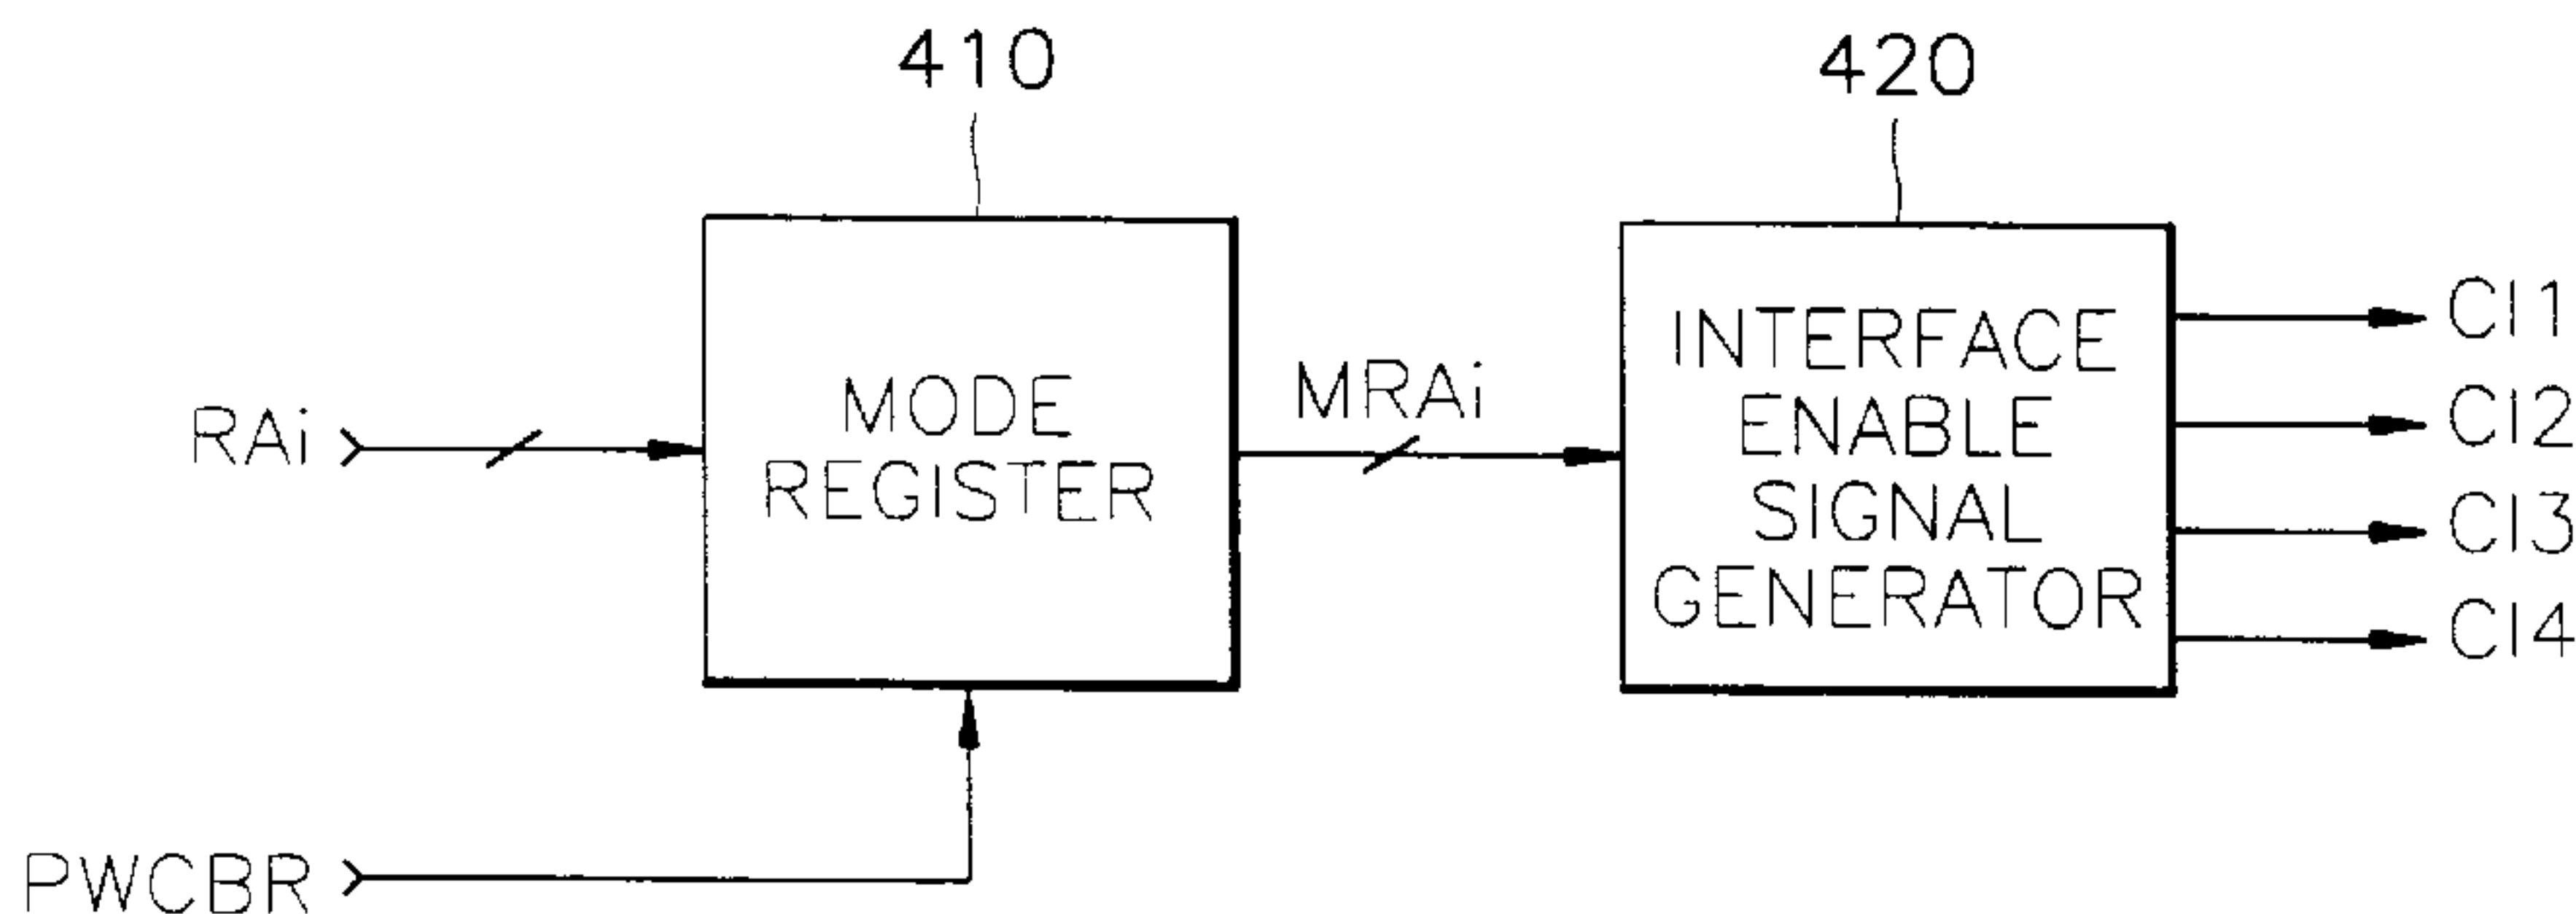 410
420
RAi
MODE
REGISTER
MRAi
INTERFACE
ENABLE
SIGNAL
GENERATOR
CI1
CI2
CI3
CI4
PWCBR